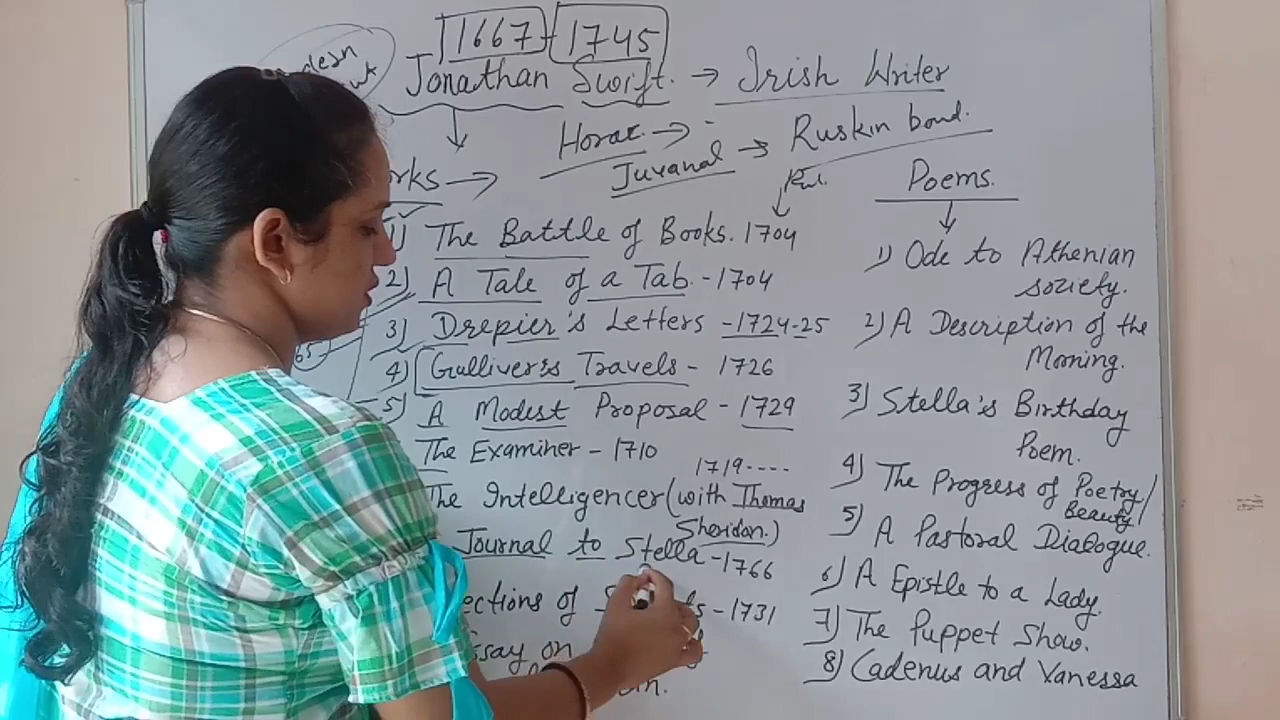 1667 - 1745
Jonathan Swift. → Irish Writer
Horac →
Juvanal → Ruskin bond.
1) The Battle of Books. 1704
2) A Tale of a Tab. - 1704
3) Drepier's Letters - 1724-25
4) Gulliver's Travels - 1726
5) A Modest Proposal - 1729
The Examiner - 1710
1719----
The Intelligencer (with Thomas
Sheridon.)
Journal to Stella - 1766
ections of - 1731
ssay on
Poems.
1) Ode to Athenian
soziety.
2) A Description of the
Morning.
3) Stella's Birthday
Poem.
4) The Progress of Poetry/
Beauty
5) A Pastoral Dialogue.
6) A Epistle to a Lady.
7) The Puppet Show.
8) Cadenus and Vanessa